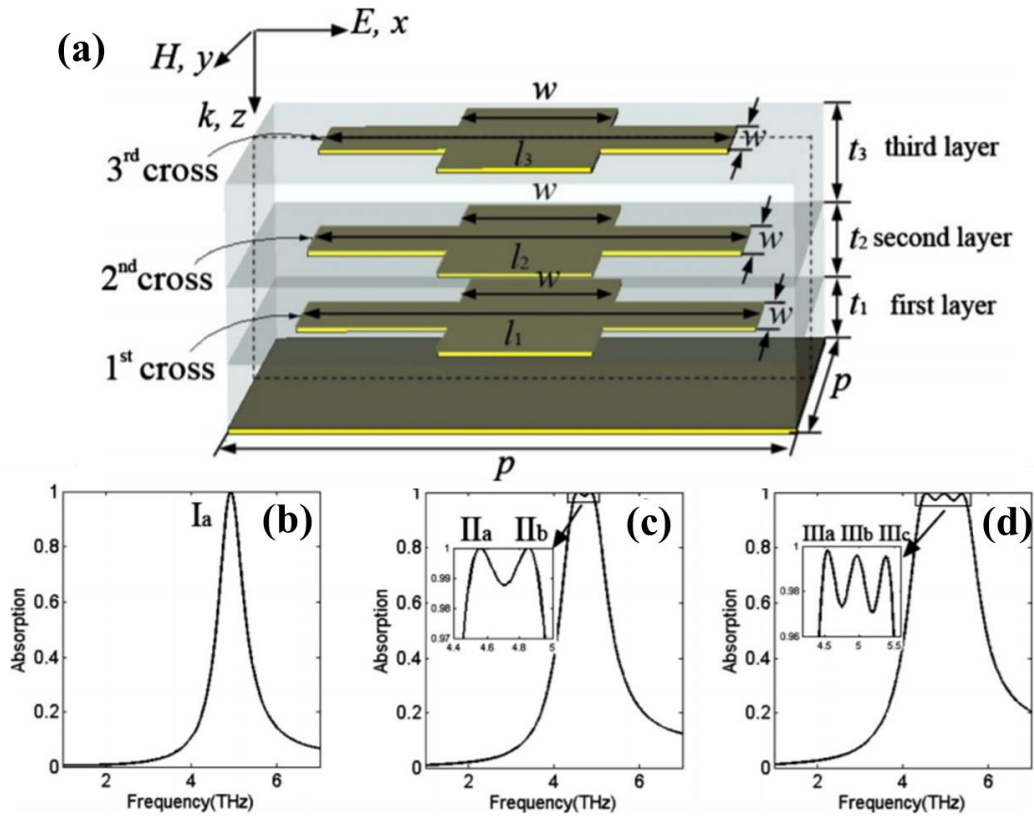 (a)
E, x
H, y
k, z
w
3rd cross
l3
w
t3 third layer
w
2nd cross
l2
w
t2 second layer
w
1st cross
l1
w
t1 first layer
p
p
(b)
Ia
1
0.8
0.6
0.4
0.2
0
2
4
6
Absorption
Frequency(THz)
(c)
IIa
IIb
1
0.99
0.98
0.97
4.4
4.6
4.8
5
1
0.8
0.6
0.4
0.2
0
2
4
6
Absorption
Frequency(THz)
(d)
IIIa IIIb IIIc
1
0.98
0.96
4.5
5
5.5
1
0.8
0.6
0.4
0.2
0
2
4
6
Absorption
Frequency(THz)